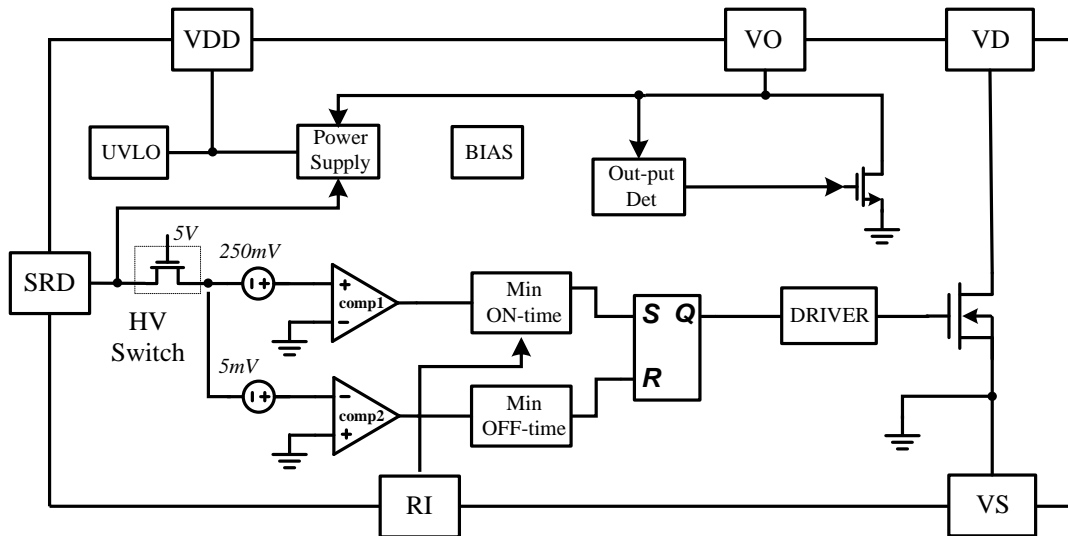 VDD
VO
VD
UVLO
Power
Supply
BIAS
Out-put
Det
5V
250mV
SRD
+
comp1
−
Min
ON-time
S Q
DRIVER
HV
Switch
5mV
R
−
comp2
+
Min
OFF-time
RI
VS